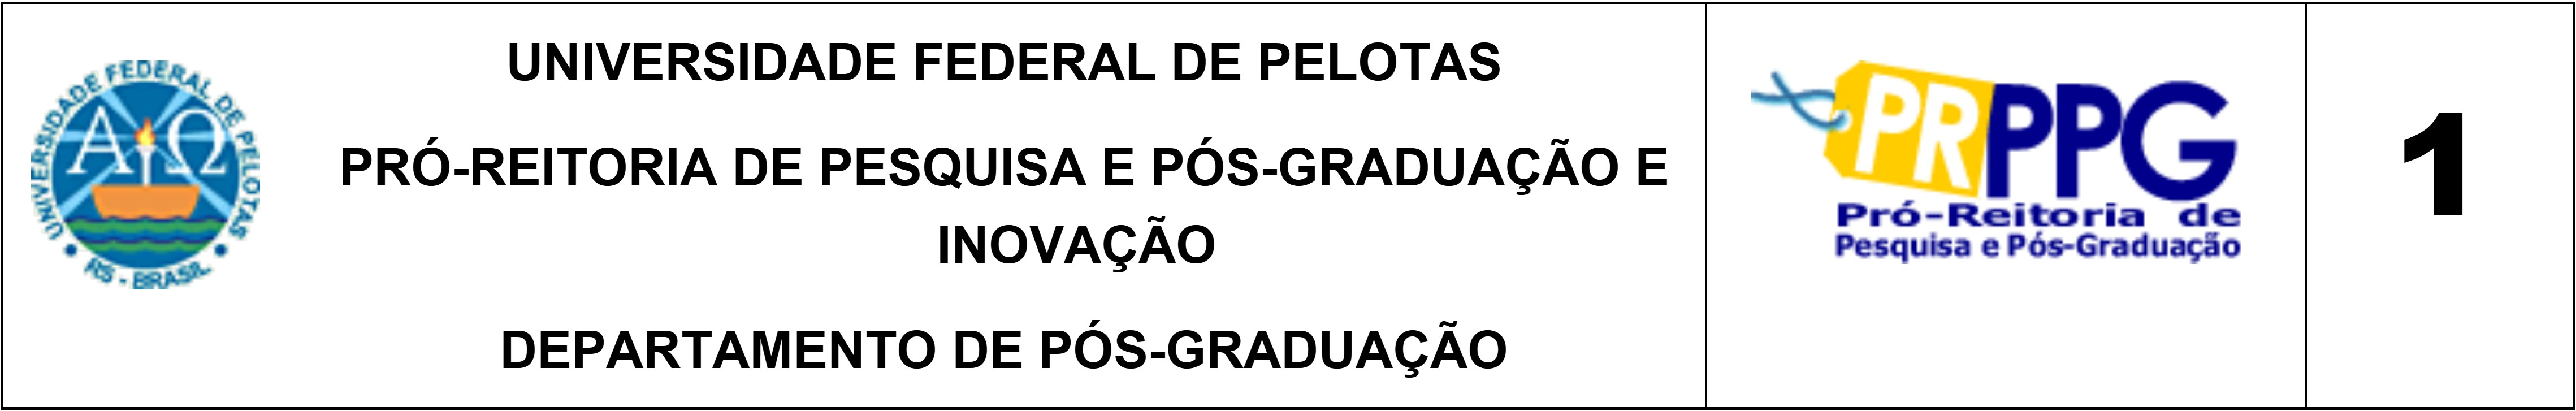 UNIVERSIDADE FEDERAL DE PELOTAS
RS - BRASIL
ΑΩ
UNIVERSIDADE FEDERAL DE PELOTAS
PRÓ-REITORIA DE PESQUISA E PÓS-GRADUAÇÃO E
INOVAÇÃO
DEPARTAMENTO DE PÓS-GRADUAÇÃO
PRPPG
Pró-Reitoria de
Pesquisa e Pós-Graduação
1